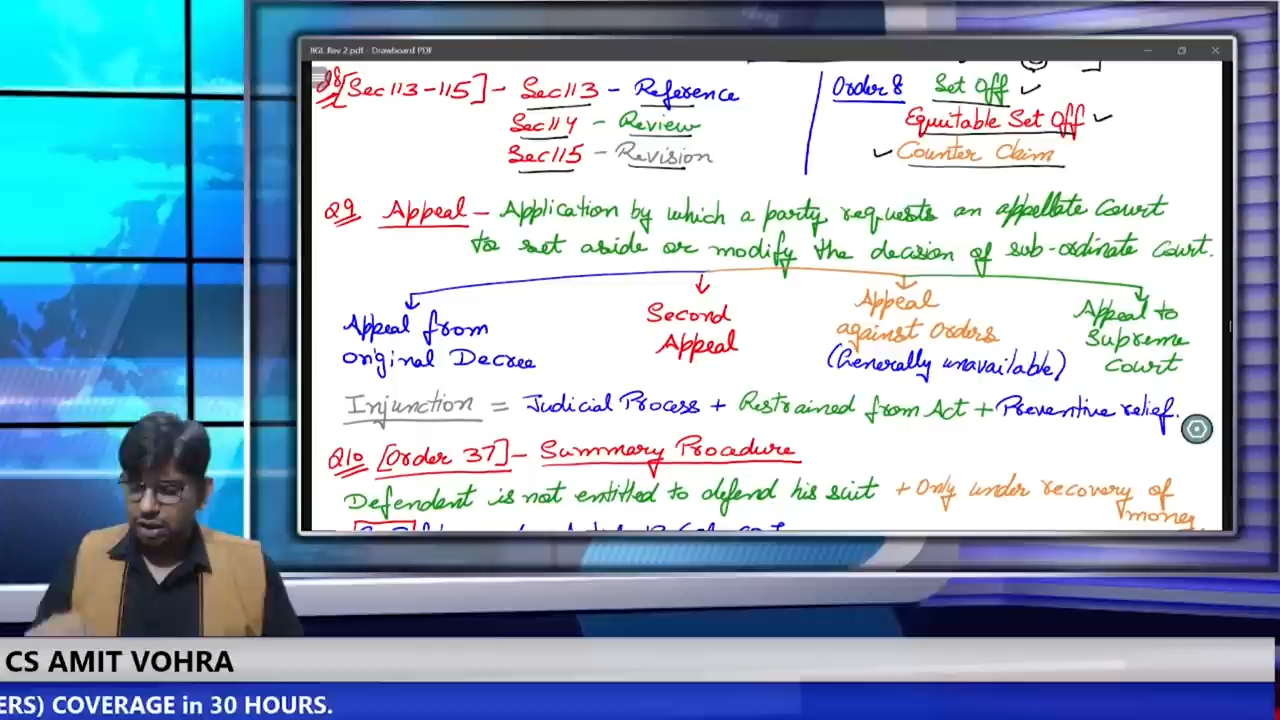 JIGL Rev 2.pdf - Drawboard PDF
[Sec 113-115] - Sec 113 - Reference
Sec 114 - Review
Sec 115 - Revision
Order 8 Set Off
Equitable Set Off
Counter Claim
Q9 Appeal - Application by which a party requests an appellate Court
to set aside or modify the decision of sub-ordinate Court.
Appeal from
original Decree
Second
Appeal
Appeal
against Orders
(Generally unavailable)
Appeal to
Supreme
Court
Injunction = Judicial Process + Restrained from Act + Preventive relief.
Q10 [Order 37] - Summary Procadure
Defendent is not entitled to defend his suit + Only under recovery of
money
CS AMIT VOHRA
ERS) COVERAGE in 30 HOURS.